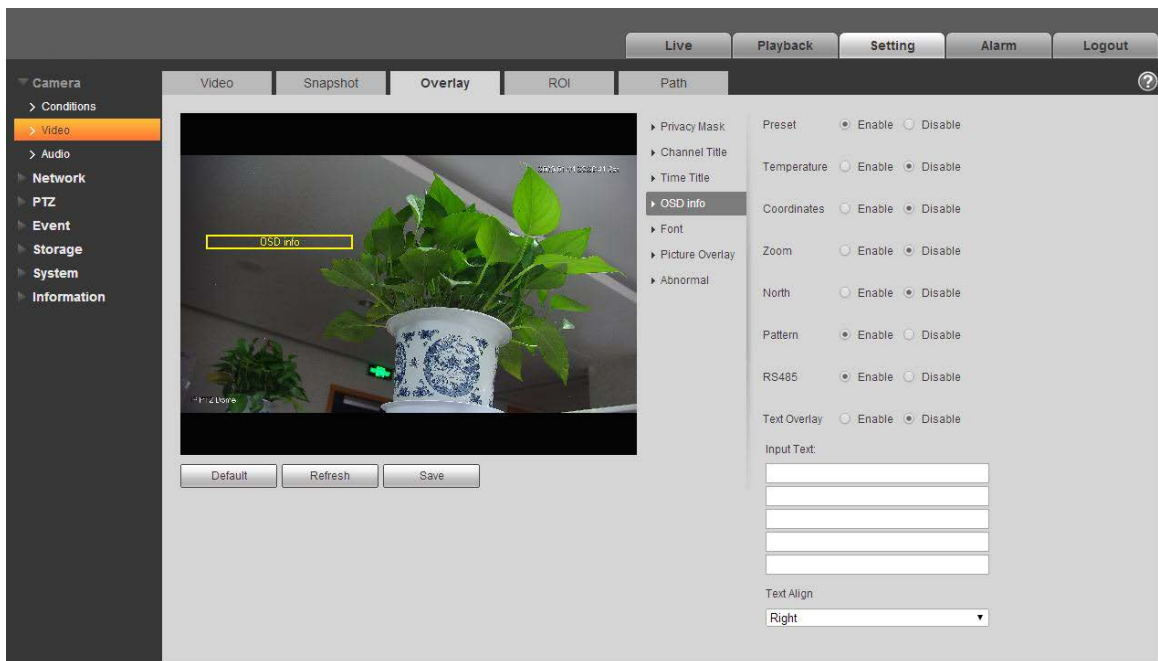 Live Playback Setting Alarm Logout
Camera
Conditions
Video
Audio
Network
PTZ
Event
Storage
System
Information
Video Snapshot Overlay ROI Path
OSD info
PTZ Dome
Default Refresh Save
Privacy Mask
Channel Title
Time Title
OSD info
Font
Picture Overlay
Abnormal
Preset Enable Disable
Temperature Enable Disable
Coordinates Enable Disable
Zoom Enable Disable
North Enable Disable
Pattern Enable Disable
RS485 Enable Disable
Text Overlay Enable Disable
Input Text:
Text Align
Right
?